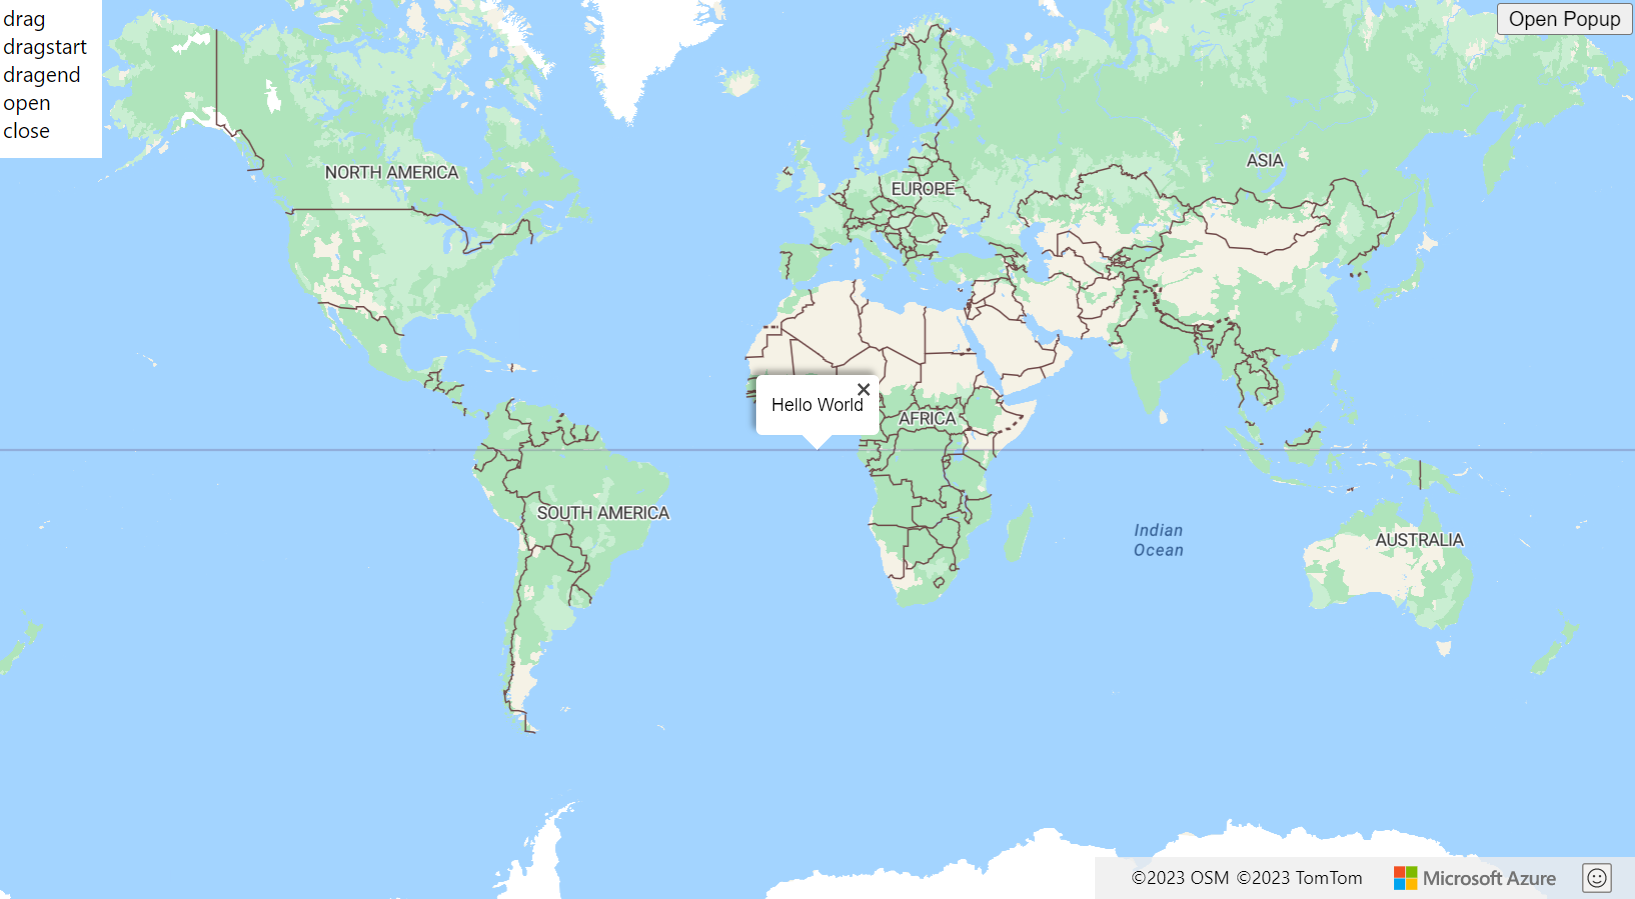 drag
dragstart
dragend
open
close
Open Popup
NORTH AMERICA
EUROPE
ASIA
×
Hello World
AFRICA
SOUTH AMERICA
Indian
Ocean
AUSTRALIA
©2023 OSM ©2023 TomTom
Microsoft Azure